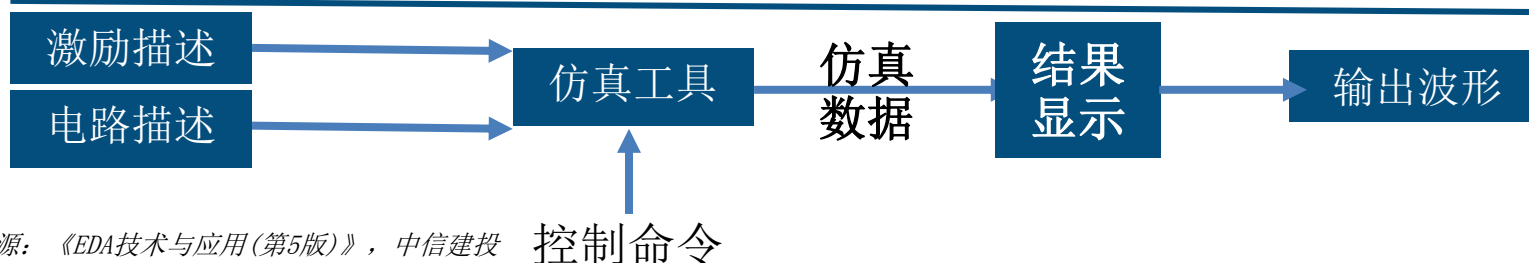 激励描述
电路描述
仿真工具
仿真
数据
结果
显示
输出波形
控制命令
源：《EDA技术与应用(第5版)》，中信建投